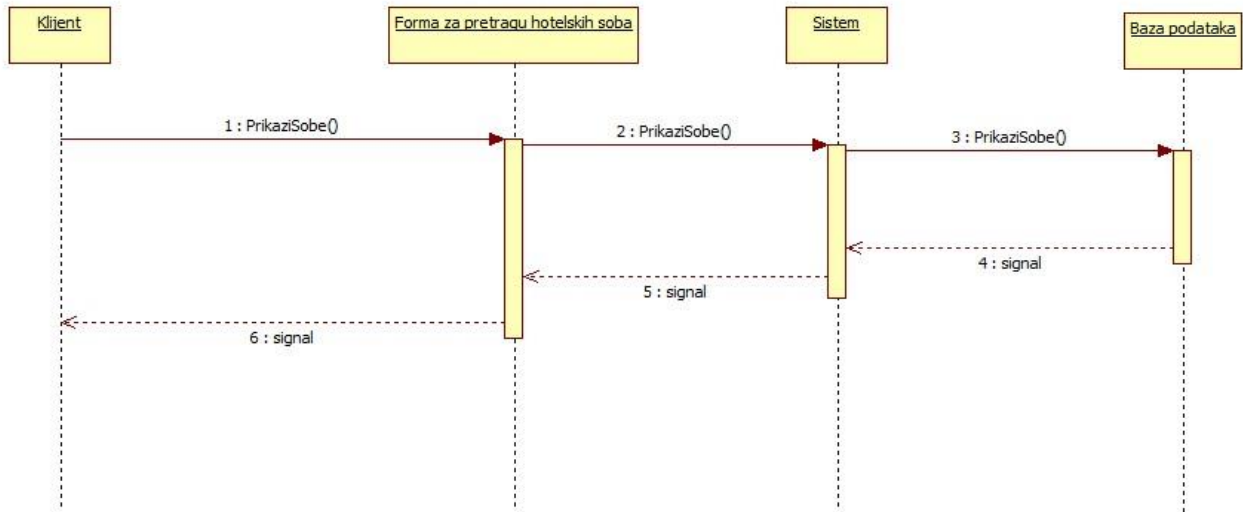 Klijent
Forma za pretragu hotelskih soba
Sistem
Baza podataka
1 : PrikaziSobe()
2 : PrikaziSobe()
3 : PrikaziSobe()
4 : signal
5 : signal
6 : signal